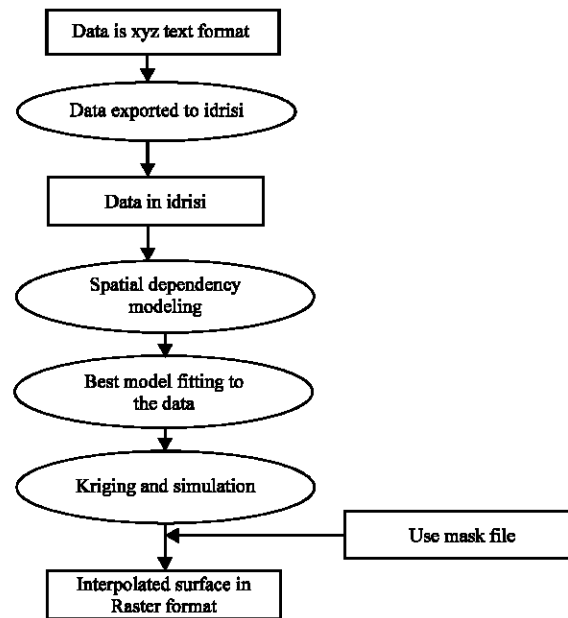 Data is xyz text format
Data exported to idrisi
Data in idrisi
Spatial dependency
modeling
Best model fitting to
the data
Kriging and simulation
Use mask file
Interpolated surface in
Raster format